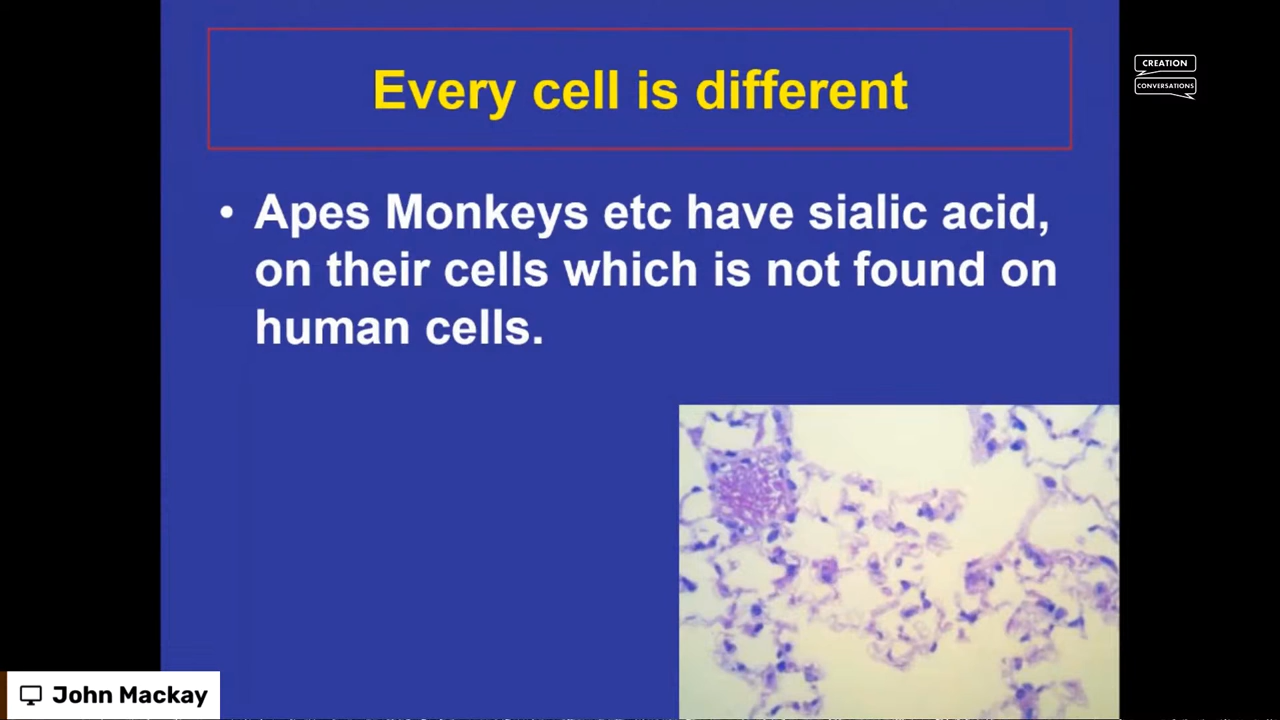 CREATION
CONVERSATIONS
Every cell is different
• Apes Monkeys etc have sialic acid,
on their cells which is not found on
human cells.
John Mackay